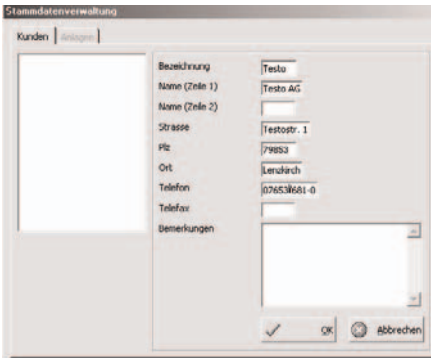 Stammdatenverwaltung
Kunden Anlagen
Bezeichnung Testo
Name (Zeile 1) Testo AG
Name (Zeile 2)
Strasse Testostr. 1
Plz 79853
Ort Lenzkirch
Telefon 07653/681-0
Telefax
Bemerkungen
OK Abbrechen